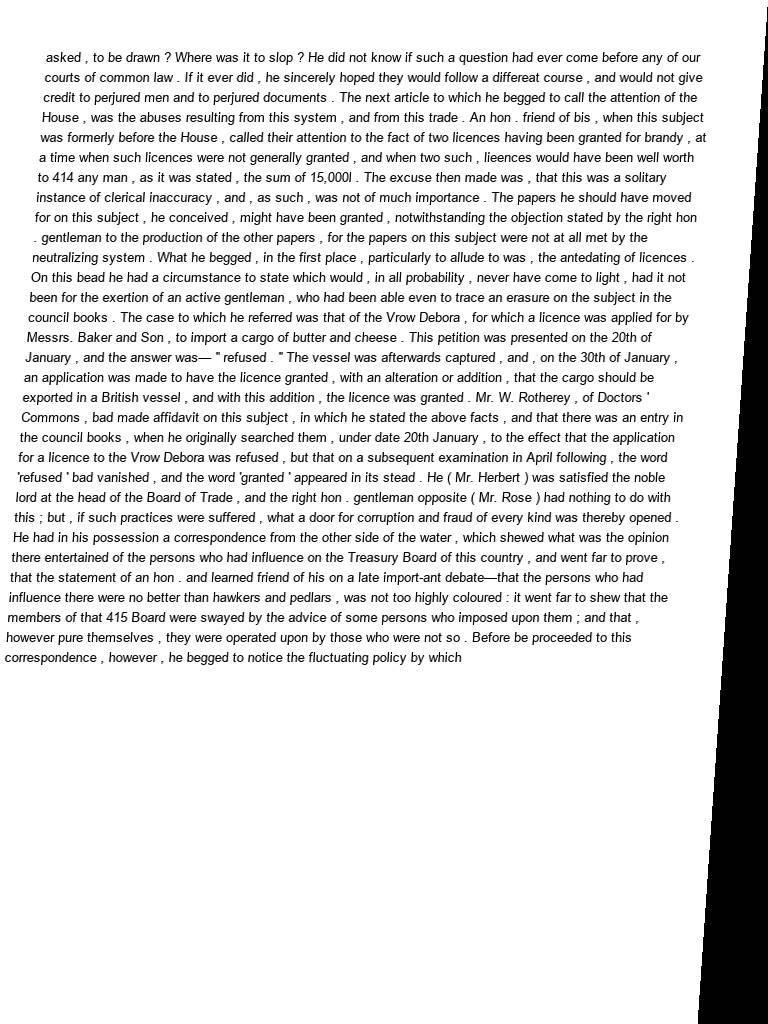 asked , to be drawn ? Where was it to slop ? He did not know if such a question had ever come before any of our
courts of common law . If it ever did , he sincerely hoped they would follow a differeat course , and would not give
credit to perjured men and to perjured documents . The next article to which he begged to call the attention of the
House , was the abuses resulting from this system , and from this trade . An hon . friend of bis , when this subject
was formerly before the House , called their attention to the fact of two licences having been granted for brandy , at
a time when such licences were not generally granted , and when two such , lieences would have been well worth
to 414 any man , as it was stated , the sum of 15,000l . The excuse then made was , that this was a solitary
instance of clerical inaccuracy , and , as such , was not of much importance . The papers he should have moved
for on this subject , he conceived , might have been granted , notwithstanding the objection stated by the right hon
. gentleman to the production of the other papers , for the papers on this subject were not at all met by the
neutralizing system . What he begged , in the first place , particularly to allude to was , the antedating of licences .
On this bead he had a circumstance to state which would , in all probability , never have come to light , had it not
been for the exertion of an active gentleman , who had been able even to trace an erasure on the subject in the
council books . The case to which he referred was that of the Vrow Debora , for which a licence was applied for by
Messrs. Baker and Son , to import a cargo of butter and cheese . This petition was presented on the 20th of
January , and the answer was— " refused . " The vessel was afterwards captured , and , on the 30th of January ,
an application was made to have the licence granted , with an alteration or addition , that the cargo should be
exported in a British vessel , and with this addition , the licence was granted . Mr. W. Rotherey , of Doctors '
Commons , bad made affidavit on this subject , in which he stated the above facts , and that there was an entry in
the council books , when he originally searched them , under date 20th January , to the effect that the application
for a licence to the Vrow Debora was refused , but that on a subsequent examination in April following , the word
'refused ' bad vanished , and the word 'granted ' appeared in its stead . He ( Mr. Herbert ) was satisfied the noble
lord at the head of the Board of Trade , and the right hon . gentleman opposite ( Mr. Rose ) had nothing to do with
this ; but , if such practices were suffered , what a door for corruption and fraud of every kind was thereby opened .
He had in his possession a correspondence from the other side of the water , which shewed what was the opinion
there entertained of the persons who had influence on the Treasury Board of this country , and went far to prove ,
that the statement of an hon . and learned friend of his on a late import-ant debate—that the persons who had
influence there were no better than hawkers and pedlars , was not too highly coloured : it went far to shew that the
members of that 415 Board were swayed by the advice of some persons who imposed upon them ; and that ,
however pure themselves , they were operated upon by those who were not so . Before be proceeded to this
correspondence , however , he begged to notice the fluctuating policy by which